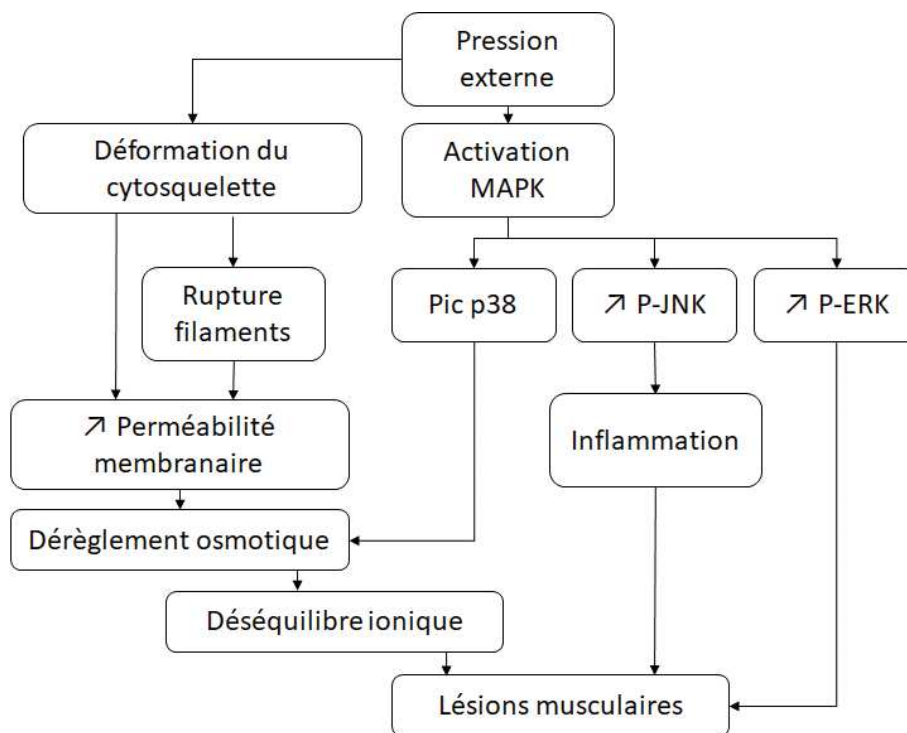 Pression
externe
Déformation du
cytosquelette
Activation
MAPK
Rupture
filaments
Pic p38
↗ P-JNK
↗ P-ERK
↗ Perméabilité
membranaire
Inflammation
Dérèglement osmotique
Déséquilibre ionique
Lésions musculaires